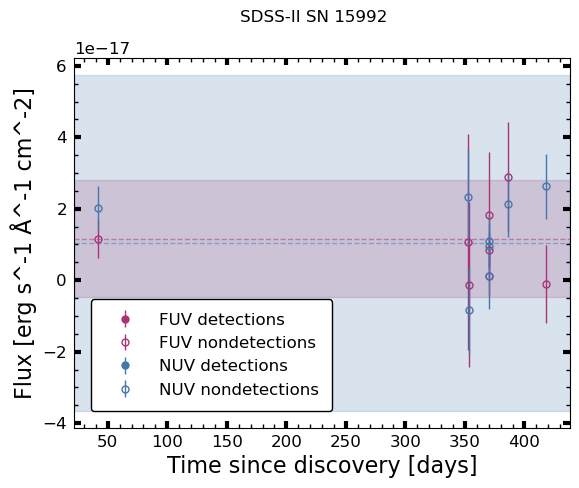 SDSS-II SN 15992
1e−17
6
4
2
0
−2
−4
Flux [erg s^-1 Å^-1 cm^-2]
FUV detections
FUV nondetections
NUV detections
NUV nondetections
50 100 150 200 250 300 350 400
Time since discovery [days]